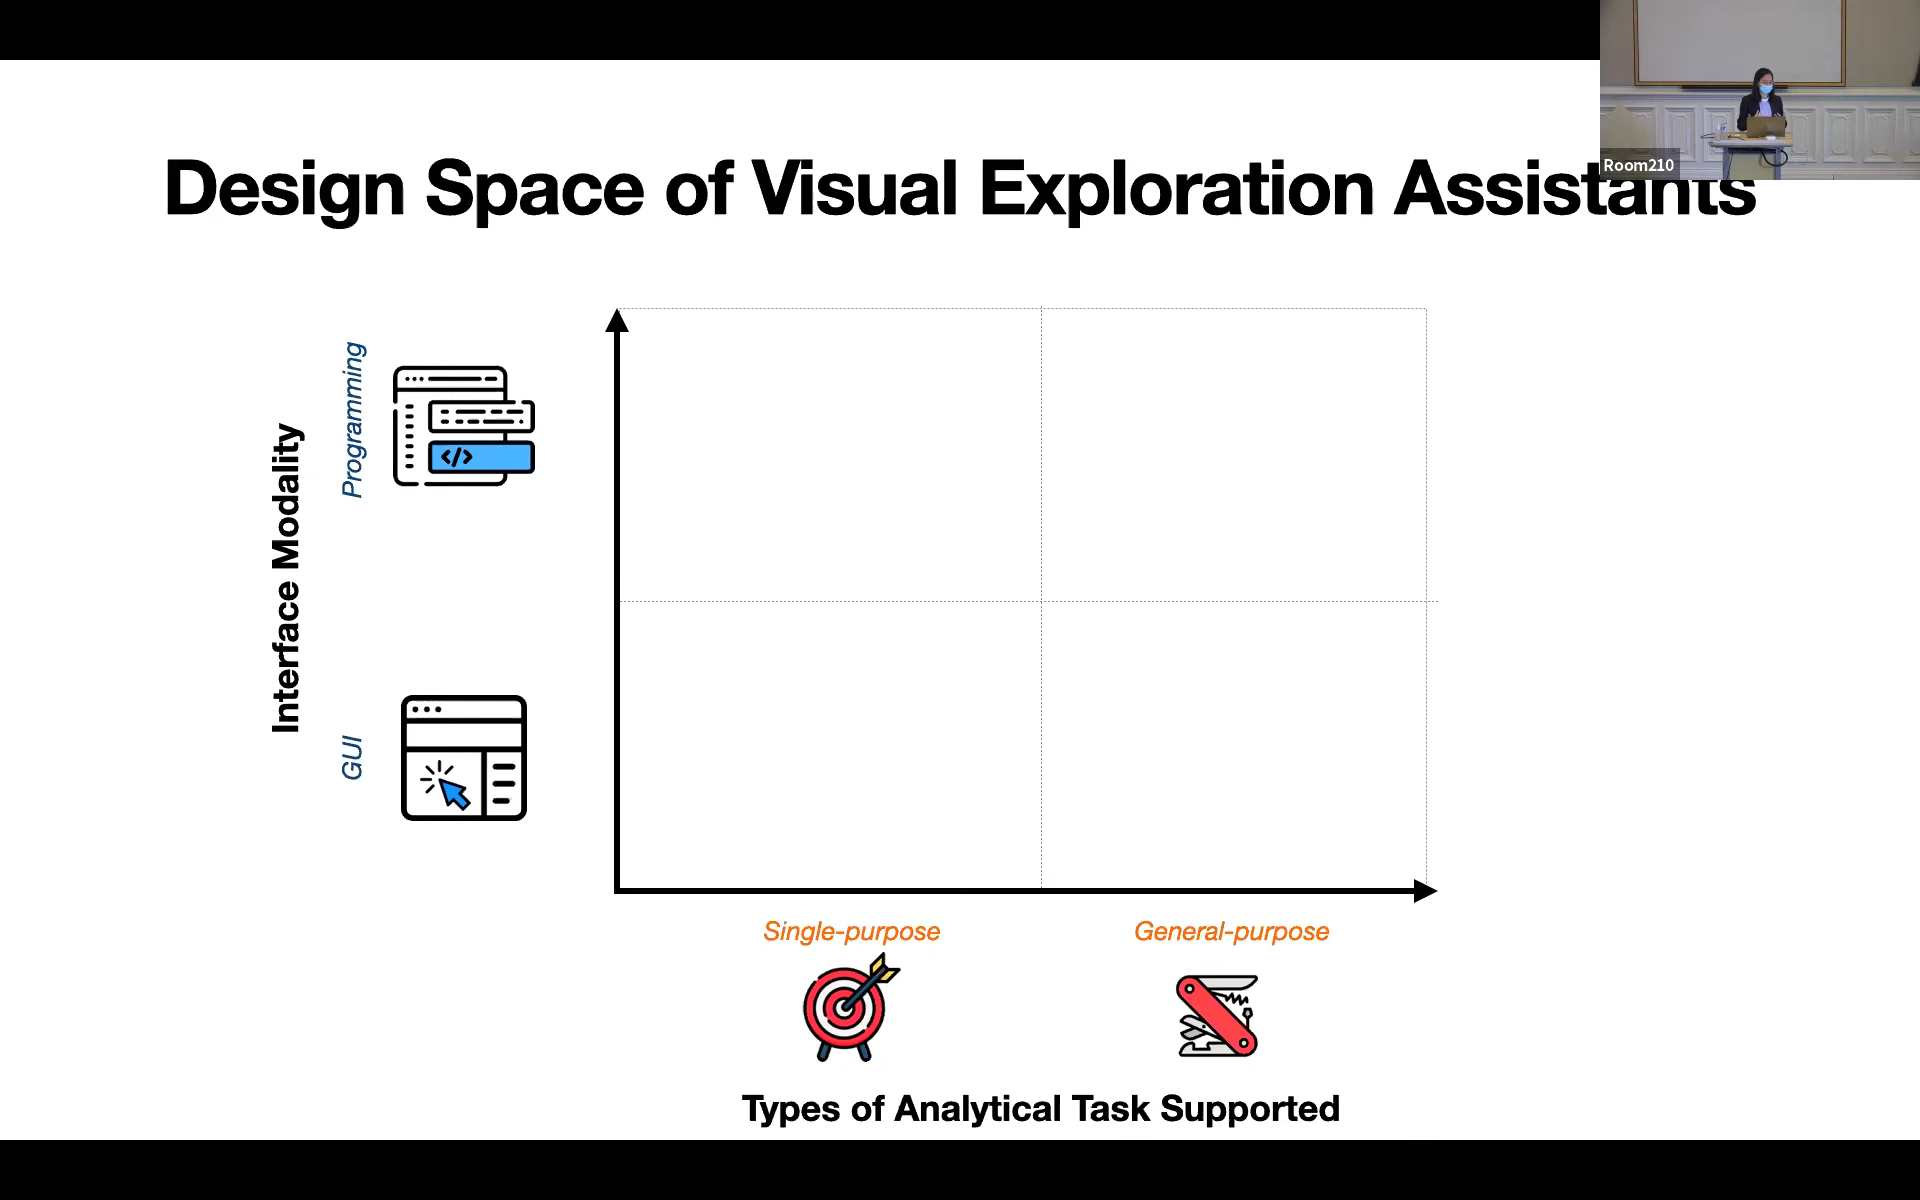 Room210
Design Space of Visual Exploration Assistants
Interface Modality
Programming
</>
GUI
Single-purpose
General-purpose
Types of Analytical Task Supported